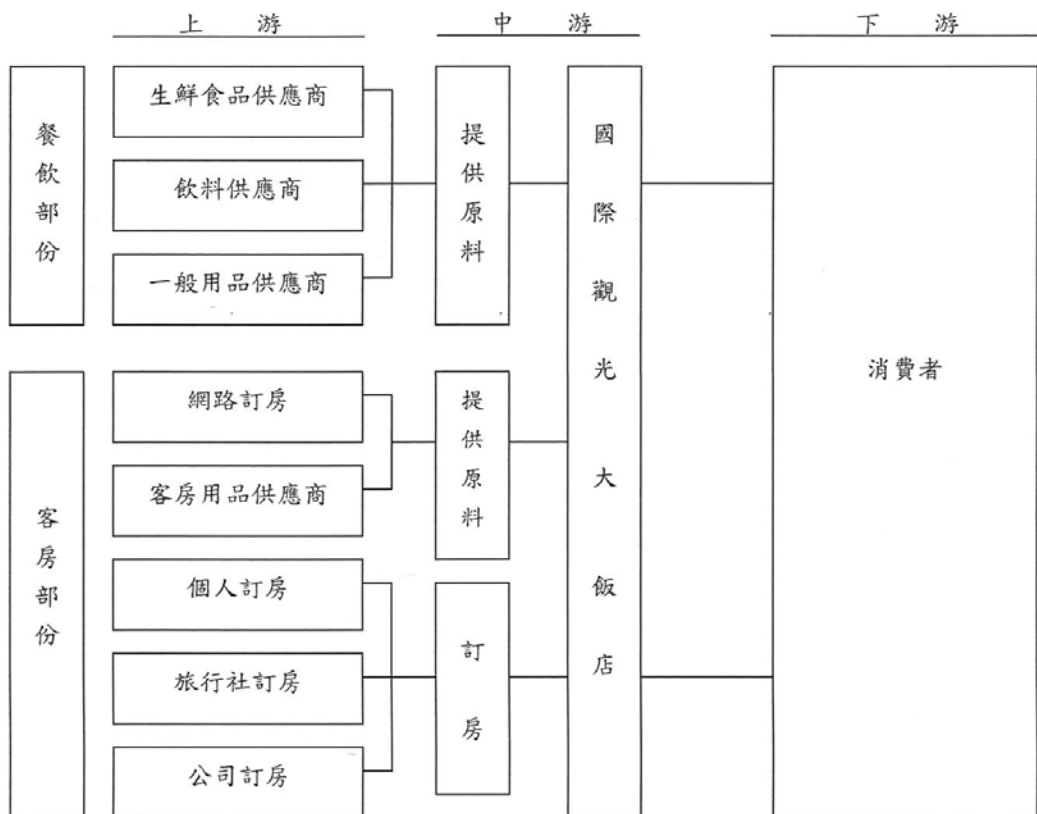 上游
中游
下游
餐飲部份
生鮮食品供應商
飲料供應商
一般用品供應商
提供原料
國際觀光大飯店
消費者
客房部份
網路訂房
客房用品供應商
提供原料
個人訂房
旅行社訂房
公司訂房
訂房